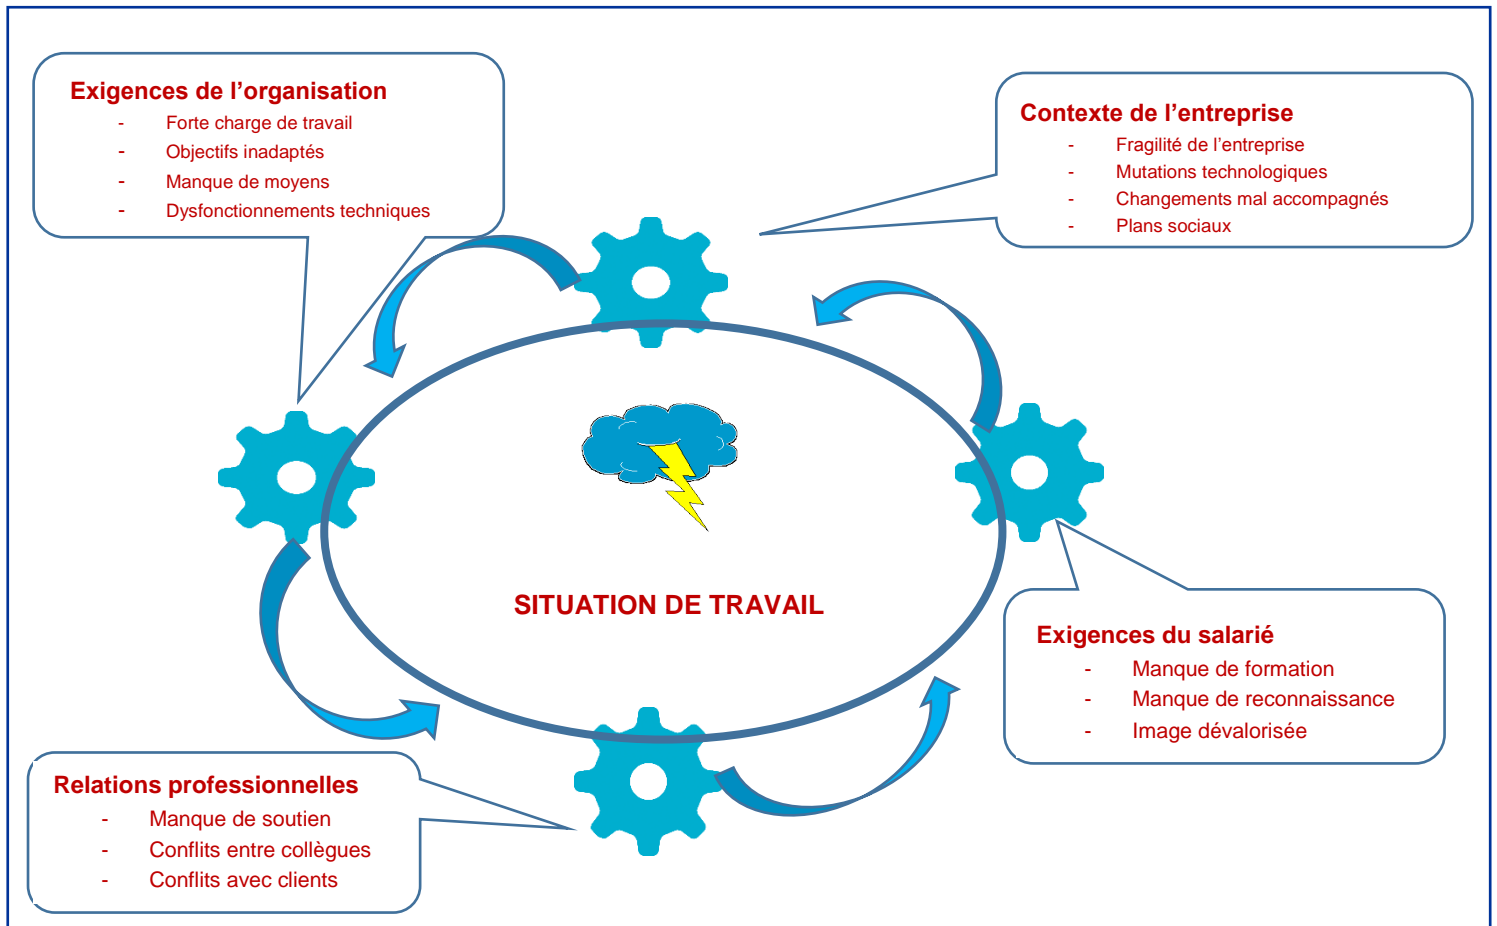 Exigences de l’organisation
- Forte charge de travail
- Objectifs inadaptés
- Manque de moyens
- Dysfonctionnements techniques
Contexte de l’entreprise
- Fragilité de l’entreprise
- Mutations technologiques
- Changements mal accompagnés
- Plans sociaux
SITUATION DE TRAVAIL
Exigences du salarié
- Manque de formation
- Manque de reconnaissance
- Image dévalorisée
Relations professionnelles
- Manque de soutien
- Conflits entre collègues
- Conflits avec clients